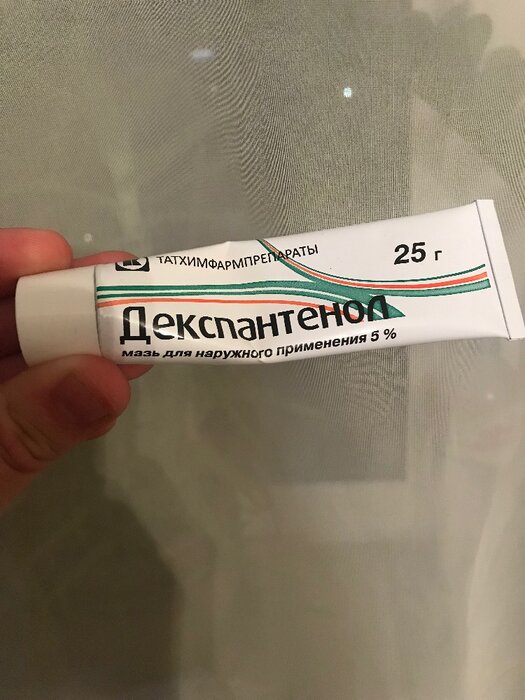 ТАТХИМФАРМПРЕПАРАТЫ
25 г
Декспантенол
мазь для наружного применения 5 %